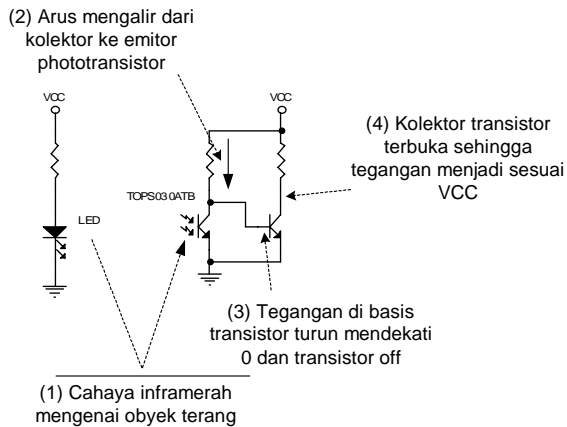 (2) Arus mengalir dari
kolektor ke emitor
phototransistor
VCC
VCC
(4) Kolektor transistor
terbuka sehingga
tegangan menjadi sesuai
VCC
TOPS030ATB
LED
(3) Tegangan di basis
transistor turun mendekati
0 dan transistor off
(1) Cahaya inframerah
mengenai obyek terang